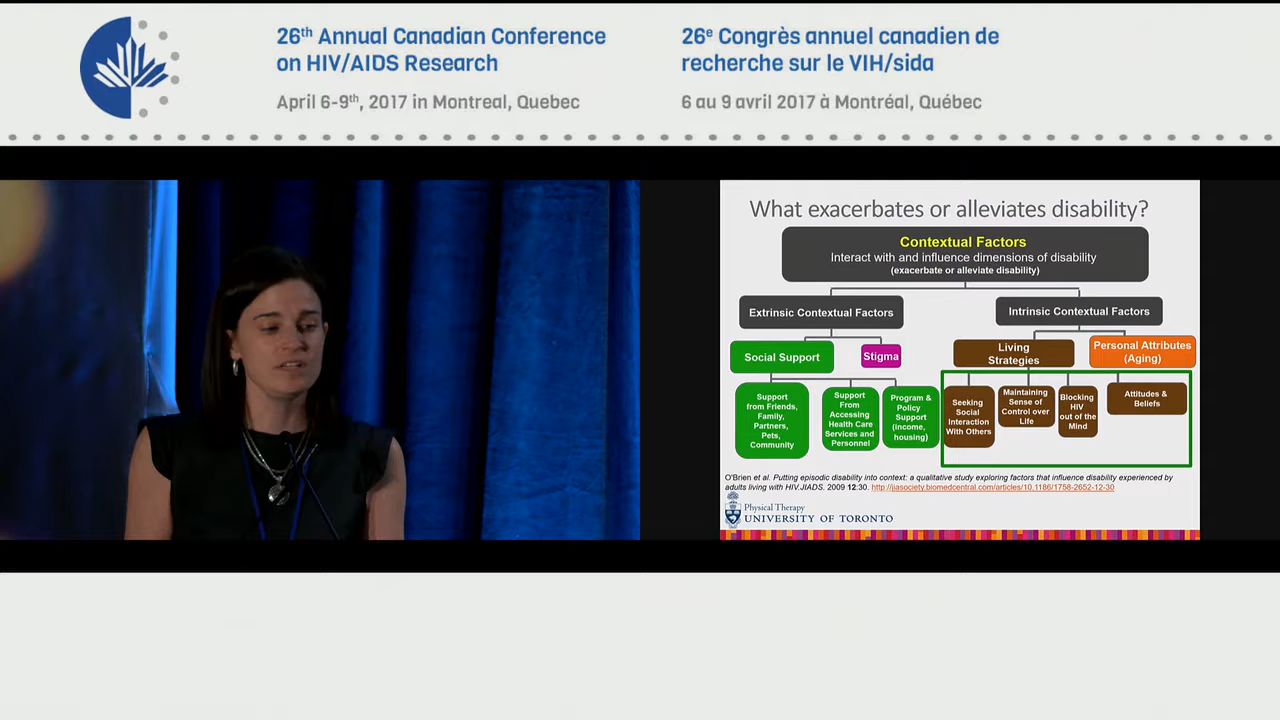 26th Annual Canadian Conference
on HIV/AIDS Research
April 6-9th, 2017 in Montreal, Quebec
26e Congrès annuel canadien de
recherche sur le VIH/sida
6 au 9 avril 2017 à Montréal, Québec
What exacerbates or alleviates disability?
Contextual Factors
Interact with and influence dimensions of disability
(exacerbate or alleviate disability)
Extrinsic Contextual Factors
Intrinsic Contextual Factors
Social Support
Stigma
Living
Strategies
Personal Attributes
(Aging)
Support
from Friends,
Family,
Partners,
Pets,
Community
Support
From
Accessing
Health Care
Services and
Personnel
Program &
Policy
Support
(income,
housing)
Seeking
Social
Interaction
With Others
Maintaining
Sense of
Control over
Life
Blocking
HIV
out of the
Mind
Attitudes &
Beliefs
O'Brien et al. Putting episodic disability into context: a qualitative study exploring factors that influence disability experienced by
adults living with HIV.JIADS. 2009 12:30. http://jiasociety.biomedcentral.com/articles/10.1186/1758-2652-12-30
Physical Therapy
UNIVERSITY OF TORONTO